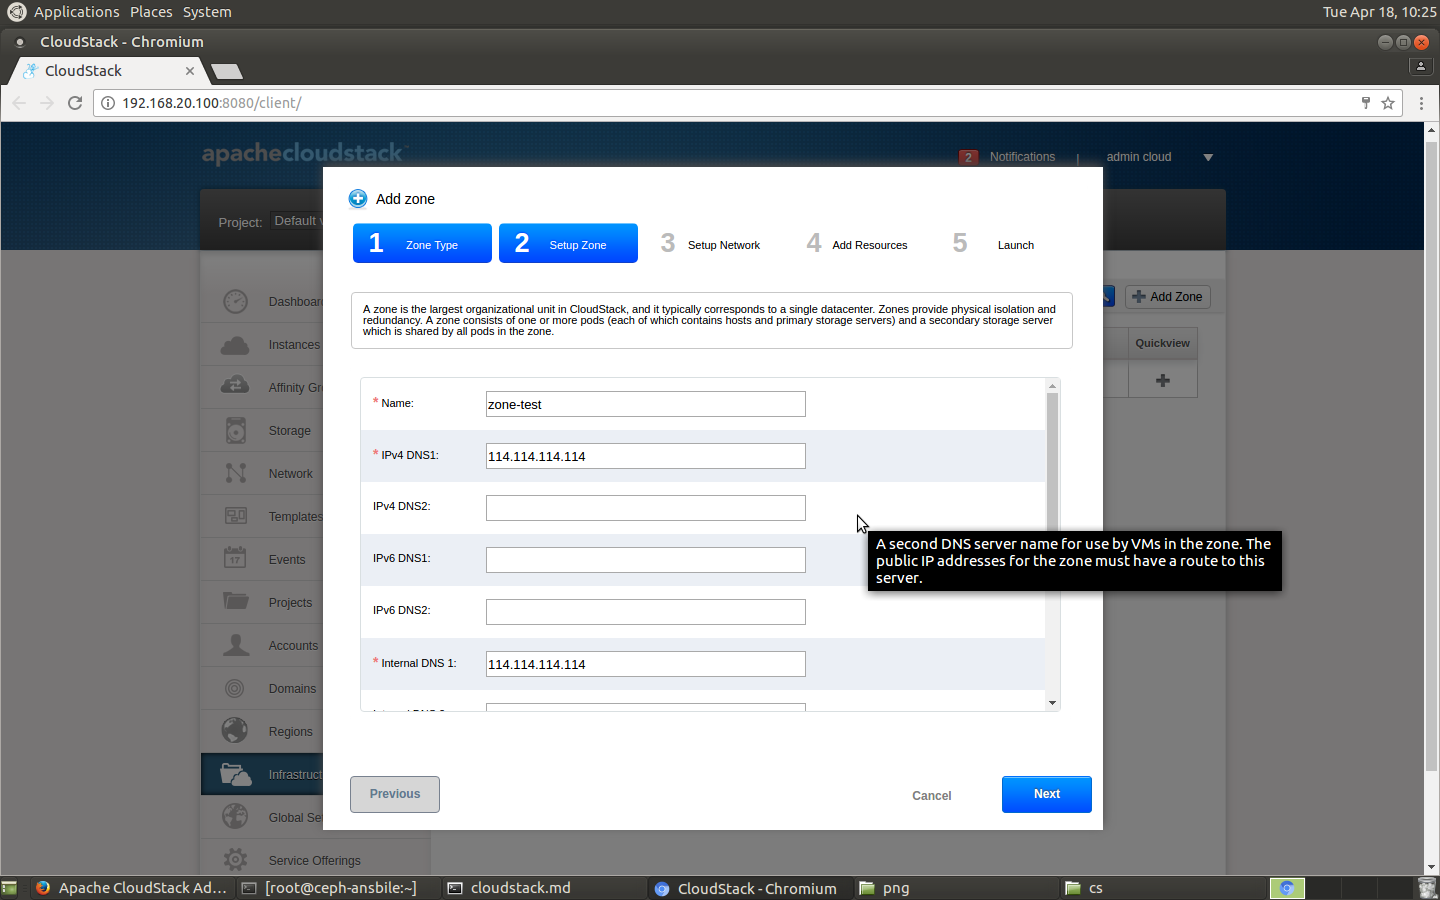 Applications Places System
Tue Apr 18, 10:25
CloudStack - Chromium
CloudStack
192.168.20.100:8080/client/
apachecloudstack
2 Notifications | admin cloud
Project: Default
Add Zone
Quickview
Dashboar
Instances
Affinity Gr
Storage
Network
Templates
Events
Projects
Accounts
Domains
Regions
Infrastruct
Global Se
Service Offerings
Add zone
1 Zone Type
2 Setup Zone
3 Setup Network
4 Add Resources
5 Launch
A zone is the largest organizational unit in CloudStack, and it typically corresponds to a single datacenter. Zones provide physical isolation and
redundancy. A zone consists of one or more pods (each of which contains hosts and primary storage servers) and a secondary storage server
which is shared by all pods in the zone.
* Name: zone-test
* IPv4 DNS1: 114.114.114.114
IPv4 DNS2:
IPv6 DNS1:
IPv6 DNS2:
* Internal DNS 1: 114.114.114.114
A second DNS server name for use by VMs in the zone. The
public IP addresses for the zone must have a route to this
server.
Previous
Cancel
Next
Apache CloudStack Ad...
[root@ceph-ansbile:~]
cloudstack.md
CloudStack - Chromium
png
cs